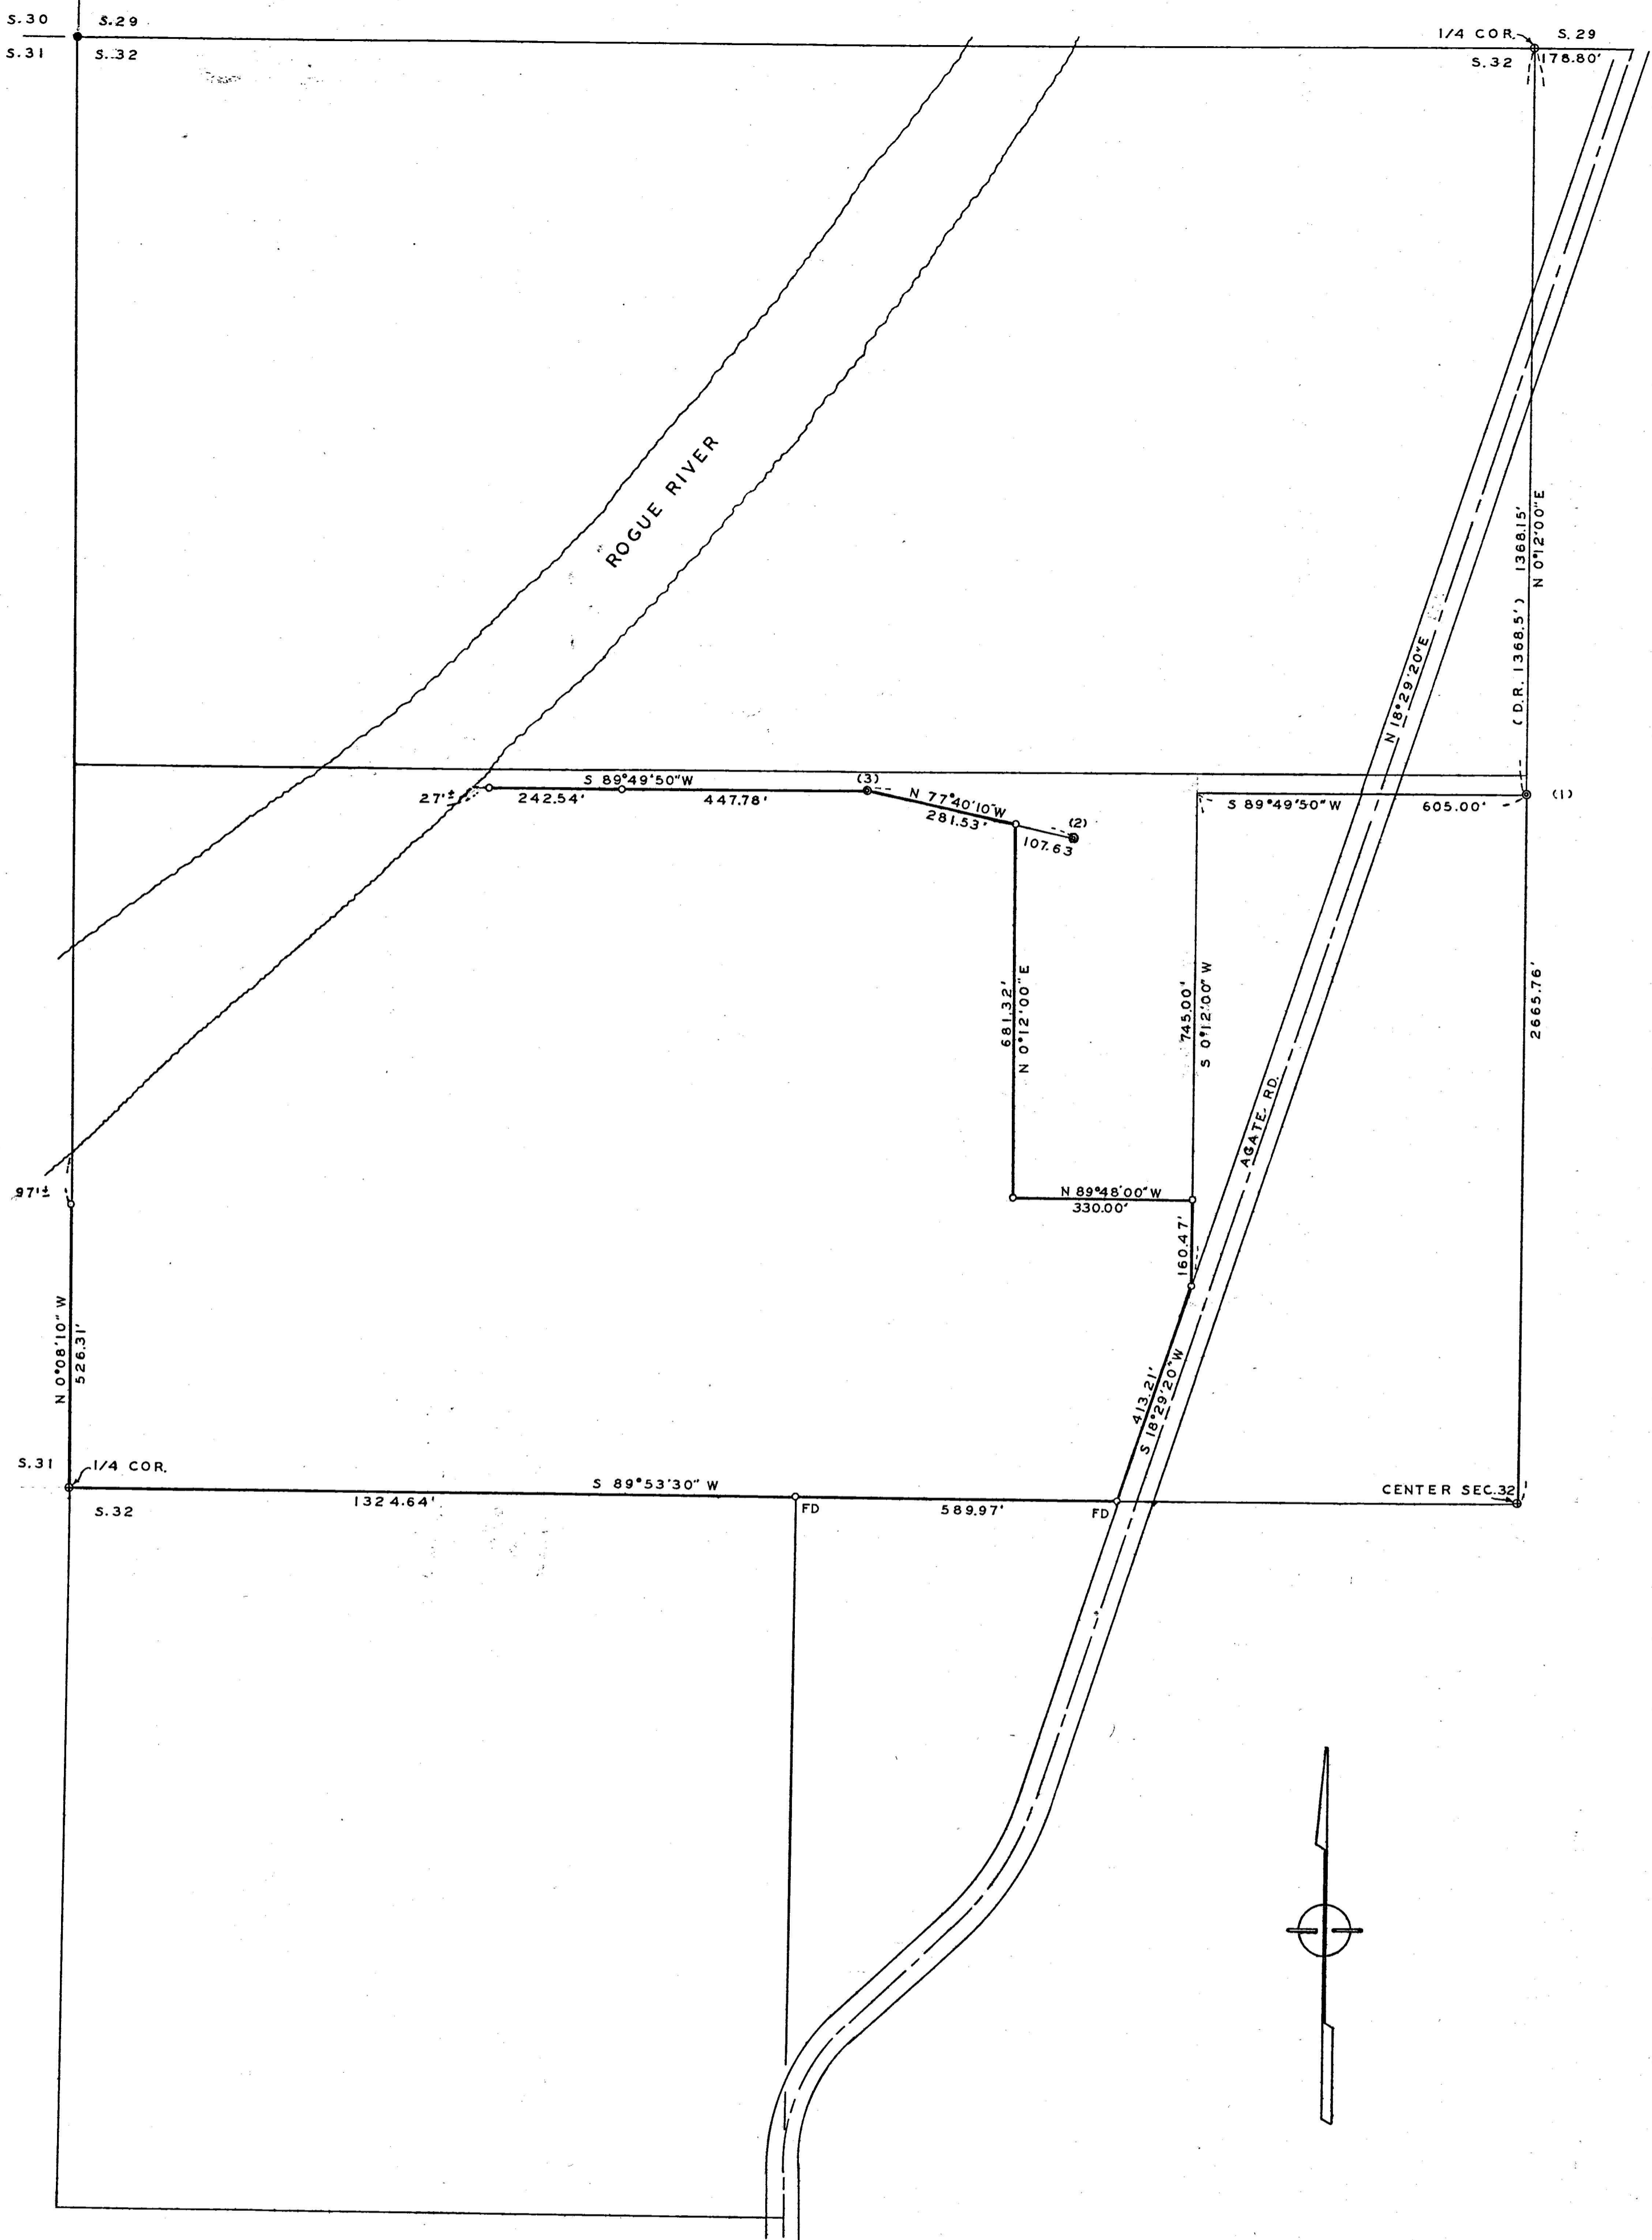 S.30
S.29
S.31
S.32
1/4 COR.
S. 29
S.32
178.80'
ROGUE RIVER
(D.R. 1368.5') 1368.15'
N 0°12'00"E
N 18°29'20"E
S 89°49'50"W
27'±
242.54'
447.78'
(3)
N 77°40'10"W
281.53'
(2)
107.63
S 89°49'50"W
605.00'
(1)
681.32'
N 0°12'00"E
745.00'
S 0°12'00"W
2665.76'
AGATE RD.
97'±
N 89°48'00"W
330.00'
160.47'
N 0°08'10"W
526.31'
413.21'
S 18°29'20"W
S.31
1/4 COR.
S 89°53'30" W
CENTER SEC.32
S.32
1324.64'
FD
589.97'
FD